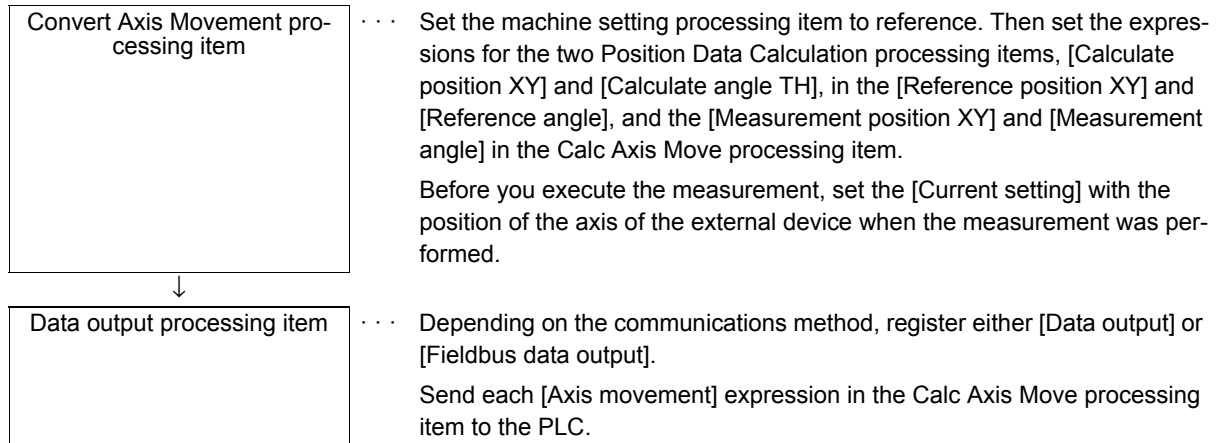 Convert Axis Movement pro-
cessing item
· · · Set the machine setting processing item to reference. Then set the expres-
sions for the two Position Data Calculation processing items, [Calculate
position XY] and [Calculate angle TH], in the [Reference position XY] and
[Reference angle], and the [Measurement position XY] and [Measurement
angle] in the Calc Axis Move processing item.
Before you execute the measurement, set the [Current setting] with the
position of the axis of the external device when the measurement was per-
formed.
↓
Data output processing item
· · · Depending on the communications method, register either [Data output] or
[Fieldbus data output].
Send each [Axis movement] expression in the Calc Axis Move processing
item to the PLC.